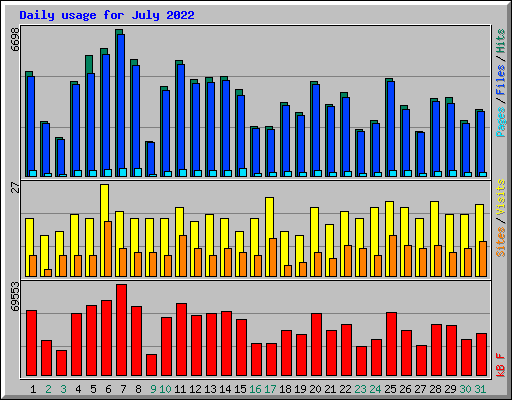 Daily usage for July 2022
6698
Pages / Files / Hits
27
Sites / Visits
69553
kB F
1 2 3 4 5 6 7 8 9 10 11 12 13 14 15 16 17 18 19 20 21 22 23 24 25 26 27 28 29 30 31